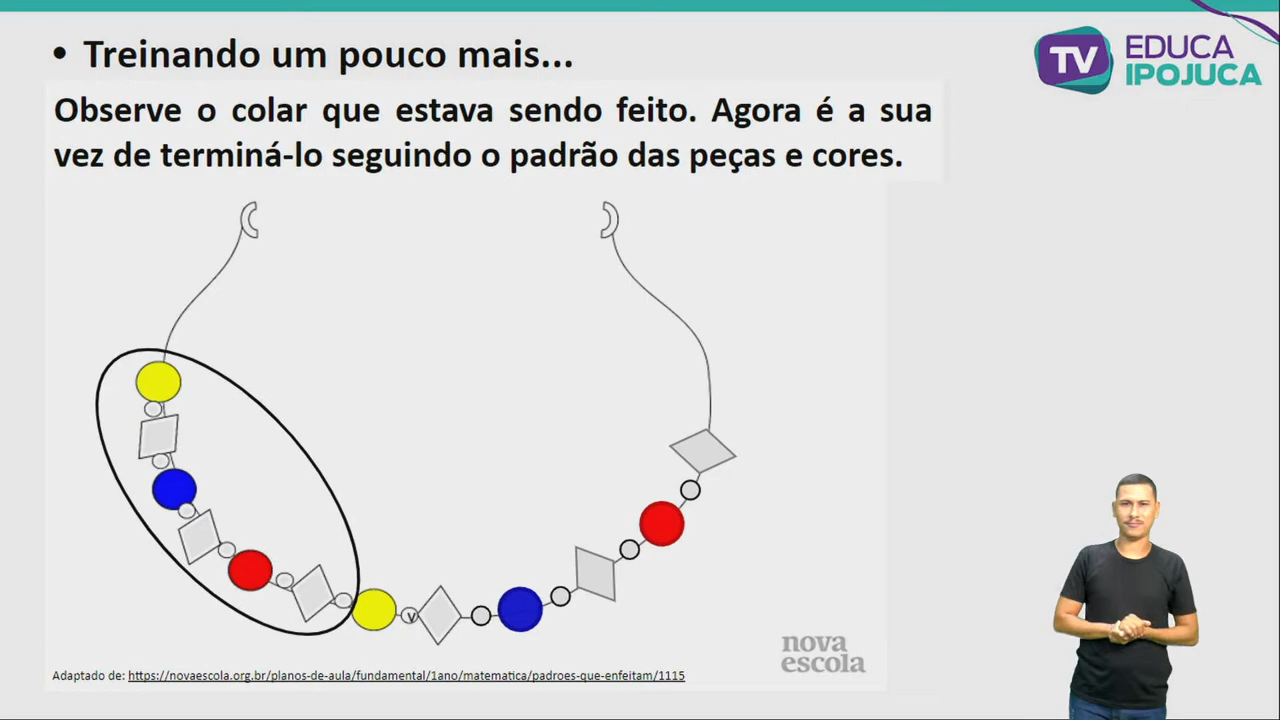 • Treinando um pouco mais...
TV EDUCA
IPOJUCA
Observe o colar que estava sendo feito. Agora é a sua
vez de terminá-lo seguindo o padrão das peças e cores.
v
nova
escola
Adaptado de: https://novaescola.org.br/planos-de-aula/fundamental/1ano/matematica/padroes-que-enfeitam/1115